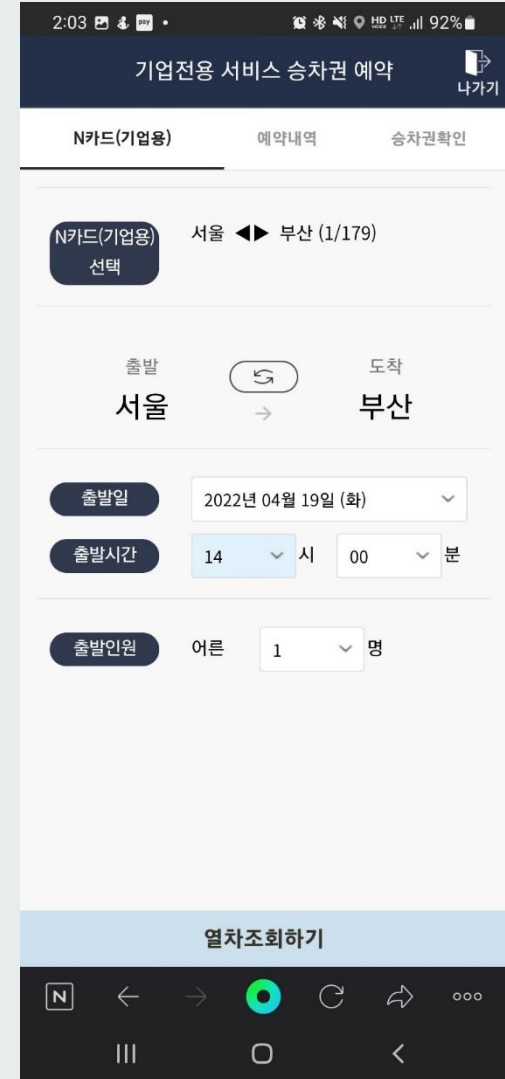 2:03 pay • HD VoLTE LTE 92%
기업전용 서비스 승차권 예약
나가기
N카드(기업용) 예약내역 승차권확인
N카드(기업용) 선택
서울 ◀▶ 부산 (1/179)
출발 도착
서울 → 부산
출발일 2022년 04월 19일 (화)
출발시간 14 시 00 분
출발인원 어른 1 명
열차조회하기
N